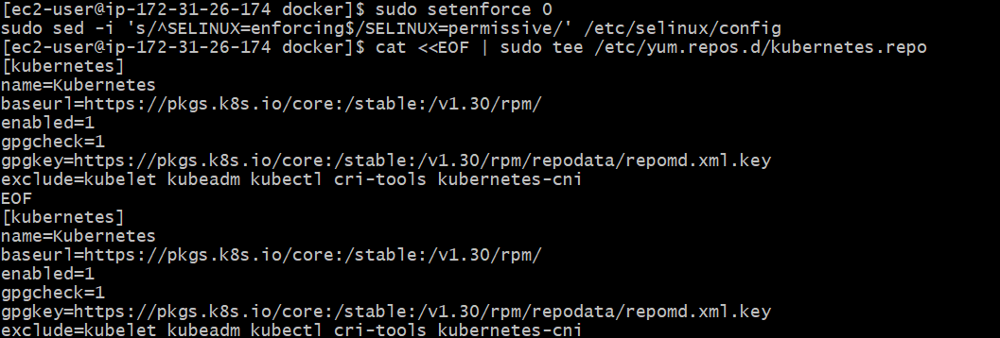 [ec2-user@ip-172-31-26-174 docker]$ sudo setenforce 0
sudo sed -i 's/^SELINUX=enforcing$/SELINUX=permissive/' /etc/selinux/config
[ec2-user@ip-172-31-26-174 docker]$ cat <<EOF | sudo tee /etc/yum.repos.d/kubernetes.repo
[kubernetes]
name=Kubernetes
baseurl=https://pkgs.k8s.io/core:/stable:/v1.30/rpm/
enabled=1
gpgcheck=1
gpgkey=https://pkgs.k8s.io/core:/stable:/v1.30/rpm/repodata/repomd.xml.key
exclude=kubelet kubeadm kubectl cri-tools kubernetes-cni
EOF
[kubernetes]
name=Kubernetes
baseurl=https://pkgs.k8s.io/core:/stable:/v1.30/rpm/
enabled=1
gpgcheck=1
gpgkey=https://pkgs.k8s.io/core:/stable:/v1.30/rpm/repodata/repomd.xml.key
exclude=kubelet kubeadm kubectl cri-tools kubernetes-cni